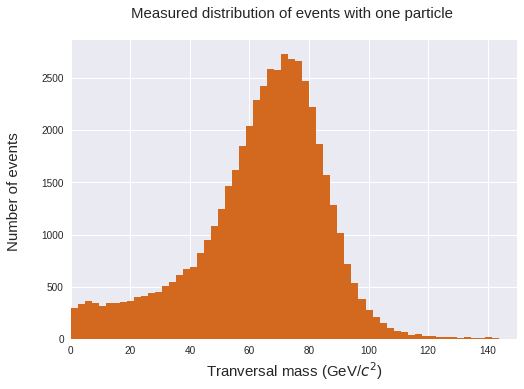 Measured distribution of events with one particle
Number of events
2500
2000
1500
1000
500
0
0 20 40 60 80 100 120 140
Tranversal mass (GeV/c²)